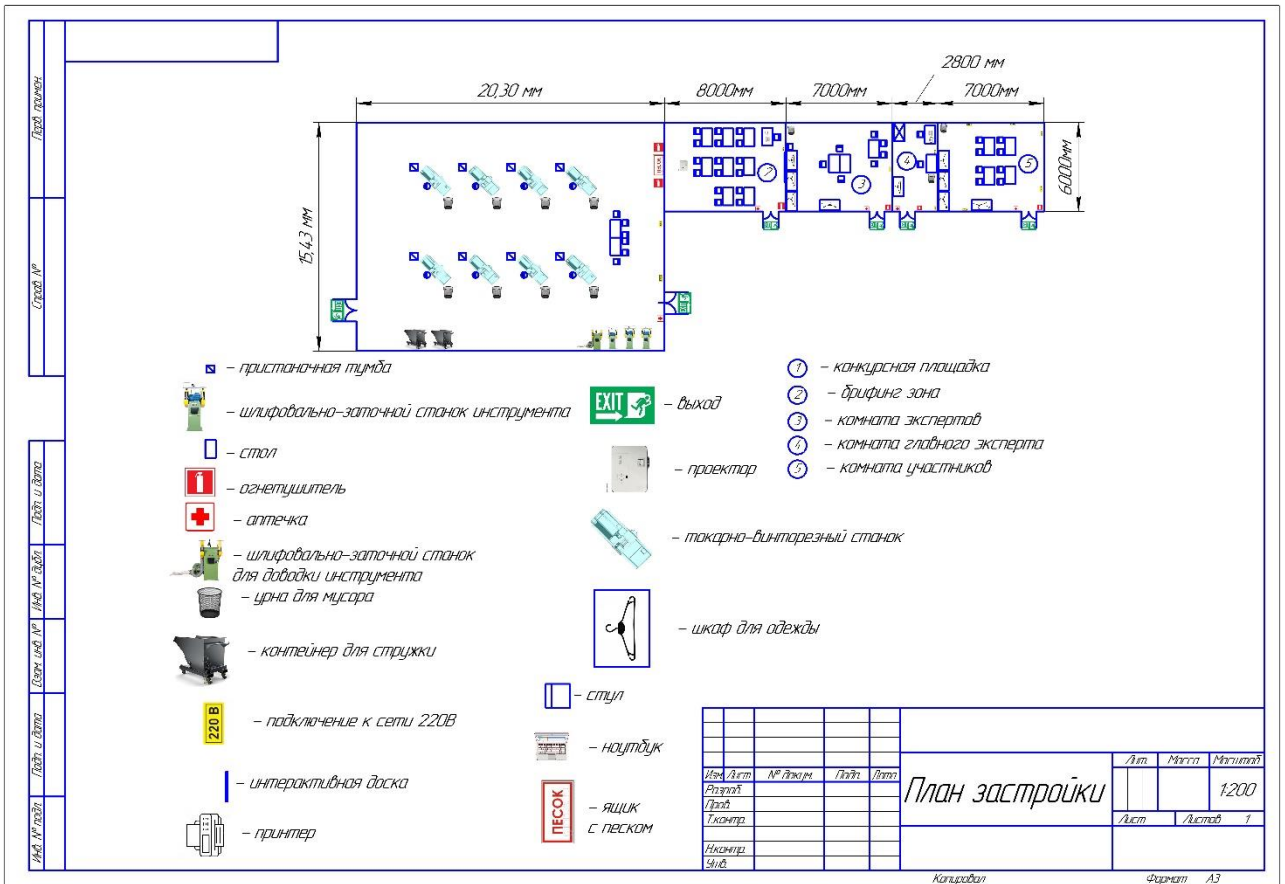 Перв. примен.
Справ. №
Подп. и дата
Инв. № дубл.
Взам. инв. №
Подп. и дата
Инв. № подл.
20,30 мм
8000мм
7000мм
2800 мм
7000мм
15,43 мм
6000мм
ПЕСОК
3
4
5
– пристаночная тумба
– шлифовально-заточной станок инструмента
– стол
– огнетушитель
– аптечка
– шлифовально-заточной станок
для доводки инструмента
– урна для мусора
– контейнер для стружки
220 В
– подключение к сети 220В
– интерактивная доска
– принтер
EXIT
– выход
– проектор
– токарно-винторезный станок
– шкаф для одежды
– стул
– ноутбук
ПЕСОК
– ящик
с песком
1 – конкурсная площадка
2 – брифинг зона
3 – комната экспертов
4 – комната главного эксперта
5 – комната участников
Изм. Лист № докум. Подп. Дата
Разраб.
Пров.
Т.контр.
Н.контр.
Утв.
План застройки
Лит. Масса Масштаб
1:200
Лист Листов 1
Копировал Формат А3